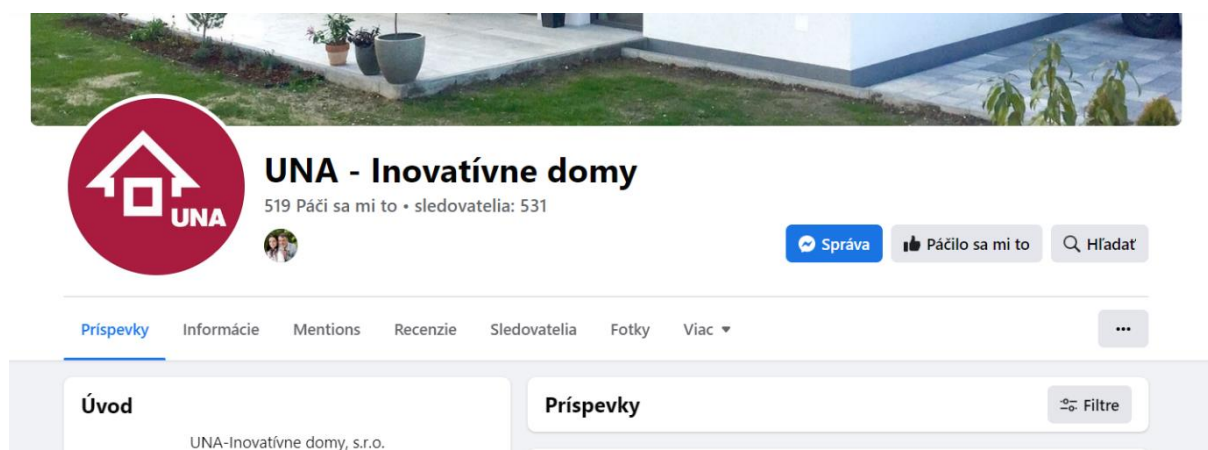 UNA
UNA - Inovatívne domy
519 Páči sa mi to • sledovatelia: 531
Správa
Páčilo sa mi to
Hľadať
Príspevky
Informácie
Mentions
Recenzie
Sledovatelia
Fotky
Viac
Úvod
UNA-Inovatívne domy, s.r.o.
Príspevky
Filtre